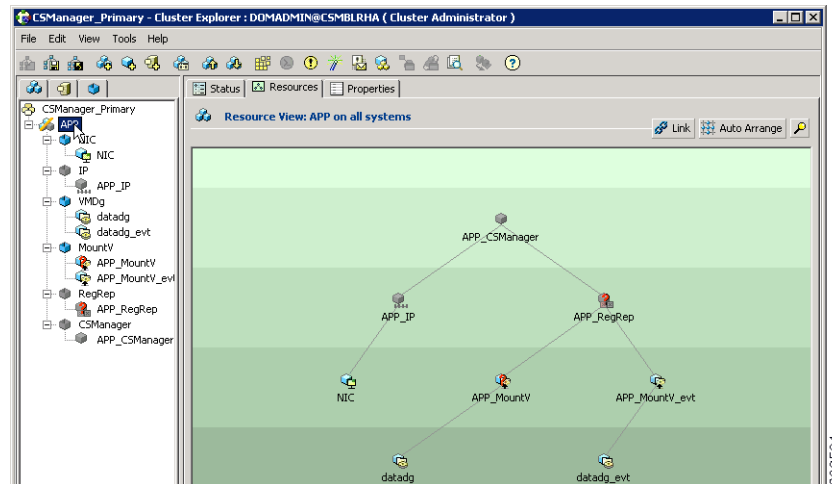 CSManager_Primary - Cluster Explorer : DOMADMIN@CSMBLRHA ( Cluster Administrator )
File Edit View Tools Help
Status Resources Properties
CSManager_Primary
APP
NIC
NIC
IP
APP_IP
VMDg
datadg
datadg_evt
MountV
APP_MountV
APP_MountV_evt
RegRep
APP_RegRep
CSManager
APP_CSManager
Resource View: APP on all systems
Link Auto Arrange
APP_CSManager
APP_IP APP_RegRep
NIC APP_MountV APP_MountV_evt
datadg datadg_evt